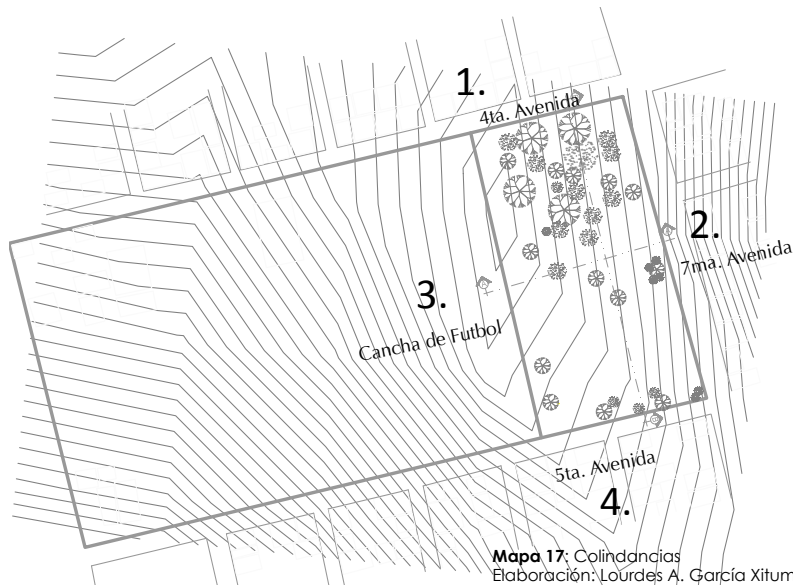 1.
4ta. Avenida
2.
7ma. Avenida
3.
Cancha de Futbol
5ta. Avenida
4.
Mapa 17: Colindancias
Elaboración: Lourdes A. García Xitum